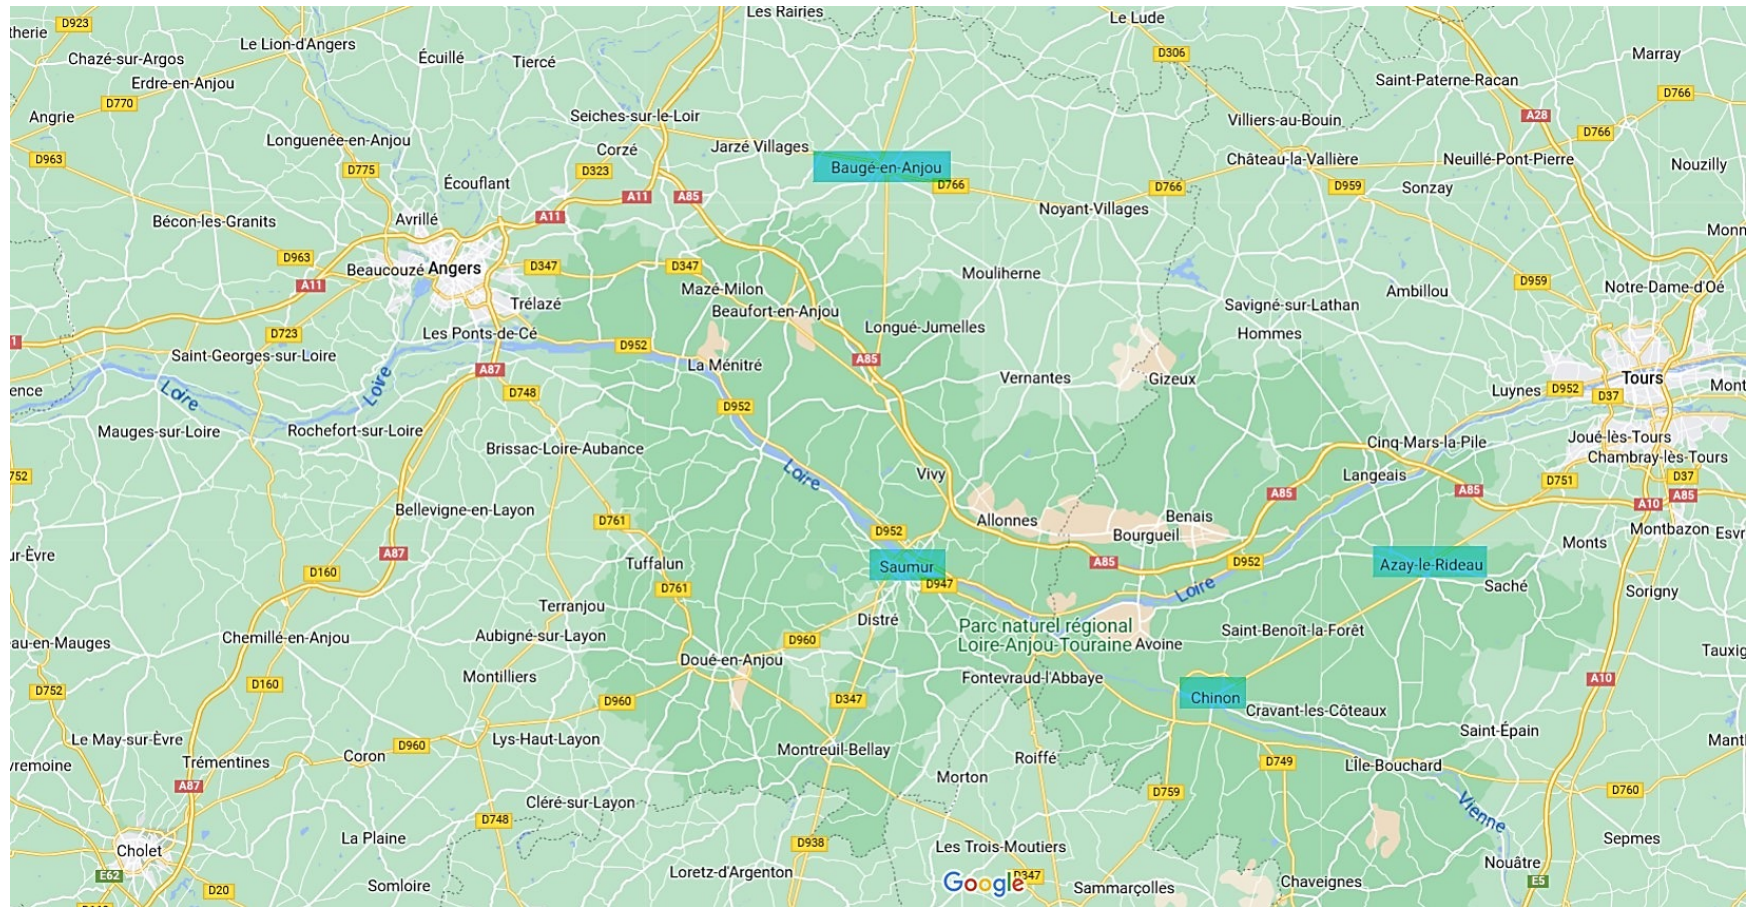 Les Rairies
Le Lude
D923
therie
Le Lion-d'Angers
Écuillé
Tiercé
Chazé-sur-Argos
D306
Marray
Saint-Paterne-Racan
Erdre-en-Anjou
D770
D766
Angrie
Seiches-sur-le-Loir
Villiers-au-Bouin
A28
D766
Longuenée-en-Anjou
Corzé
Jarzé Villages
D963
D775
D323
Baugé-en-Anjou
Château-la-Vallière
Neuillé-Pont-Pierre
Nouzilly
Écouflant
A11
A85
D766
D766
D959
Sonzay
Bécon-les-Granits
Avrillé
A11
Noyant-Villages
Monn
D963
Beaucouzé
Angers
D347
D347
Mouliherne
A11
Mazé-Milon
D959
Notre-Dame-d'Oé
Trélazé
Beaufort-en-Anjou
Savigné-sur-Lathan
Ambillou
D723
Les Ponts-de-Cé
Longué-Jumelles
Hommes
1
Saint-Georges-sur-Loire
D952
A85
A87
La Ménitré
Vernantes
Gizeux
Tours
ence
Loire
Loire
D748
D952
Luynes
D952
D37
Mont
Mauges-sur-Loire
Rochefort-sur-Loire
Brissac-Loire-Aubance
Cinq-Mars-la-Pile
Joué-lès-Tours
Chambray-lès-Tours
752
Loire
Vivy
Langeais
D751
D37
A85
A85
A10
A85
Bellevigne-en-Layon
D761
Allonnes
Benais
D952
Bourgueil
Montbazon
Esvr
ur-Èvre
A87
Tuffalun
Saumur
A85
D952
Azay-le-Rideau
Monts
D160
D761
D947
Loire
Saché
Sorigny
Terranjou
Distré
Parc naturel régional
Loire-Anjou-Touraine
Avoine
Saint-Benoît-la-Forêt
au-en-Mauges
Chemillé-en-Anjou
Aubigné-sur-Layon
D960
Doué-en-Anjou
Tauxig
D752
D160
Montilliers
D960
D347
Fontevraud-l'Abbaye
Chinon
A10
Cravant-les-Côteaux
Le May-sur-Èvre
Coron
D960
Lys-Haut-Layon
Montreuil-Bellay
Saint-Épain
Mant
vremoine
Trémentines
Roiffé
D749
L'Île-Bouchard
A87
Morton
D759
D760
Cléré-sur-Layon
Vienne
La Plaine
D748
D938
Cholet
Les Trois-Moutiers
Sepmes
E62
D20
Somloire
Loretz-d'Argenton
Google
D347
Sammarçolles
Chaveignes
Nouâtre
E5